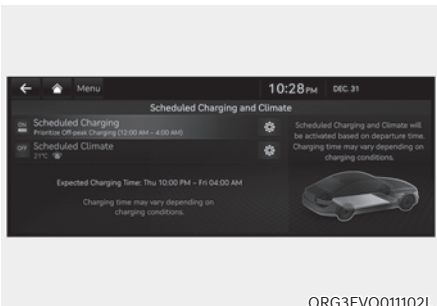 Menu
10:28 PM DEC. 31
Scheduled Charging and Climate
ON
Scheduled Charging
Prioritize Off-peak Charging (12:00 AM – 4:00 AM)
OFF
Scheduled Climate
21°C
Expected Charging Time: Thu 10:00 PM – Fri 04:00 AM
Charging time may vary depending on
charging conditions.
Scheduled Charging and Climate will
be activated based on departure time.
Charging time may vary depending on
charging conditions.